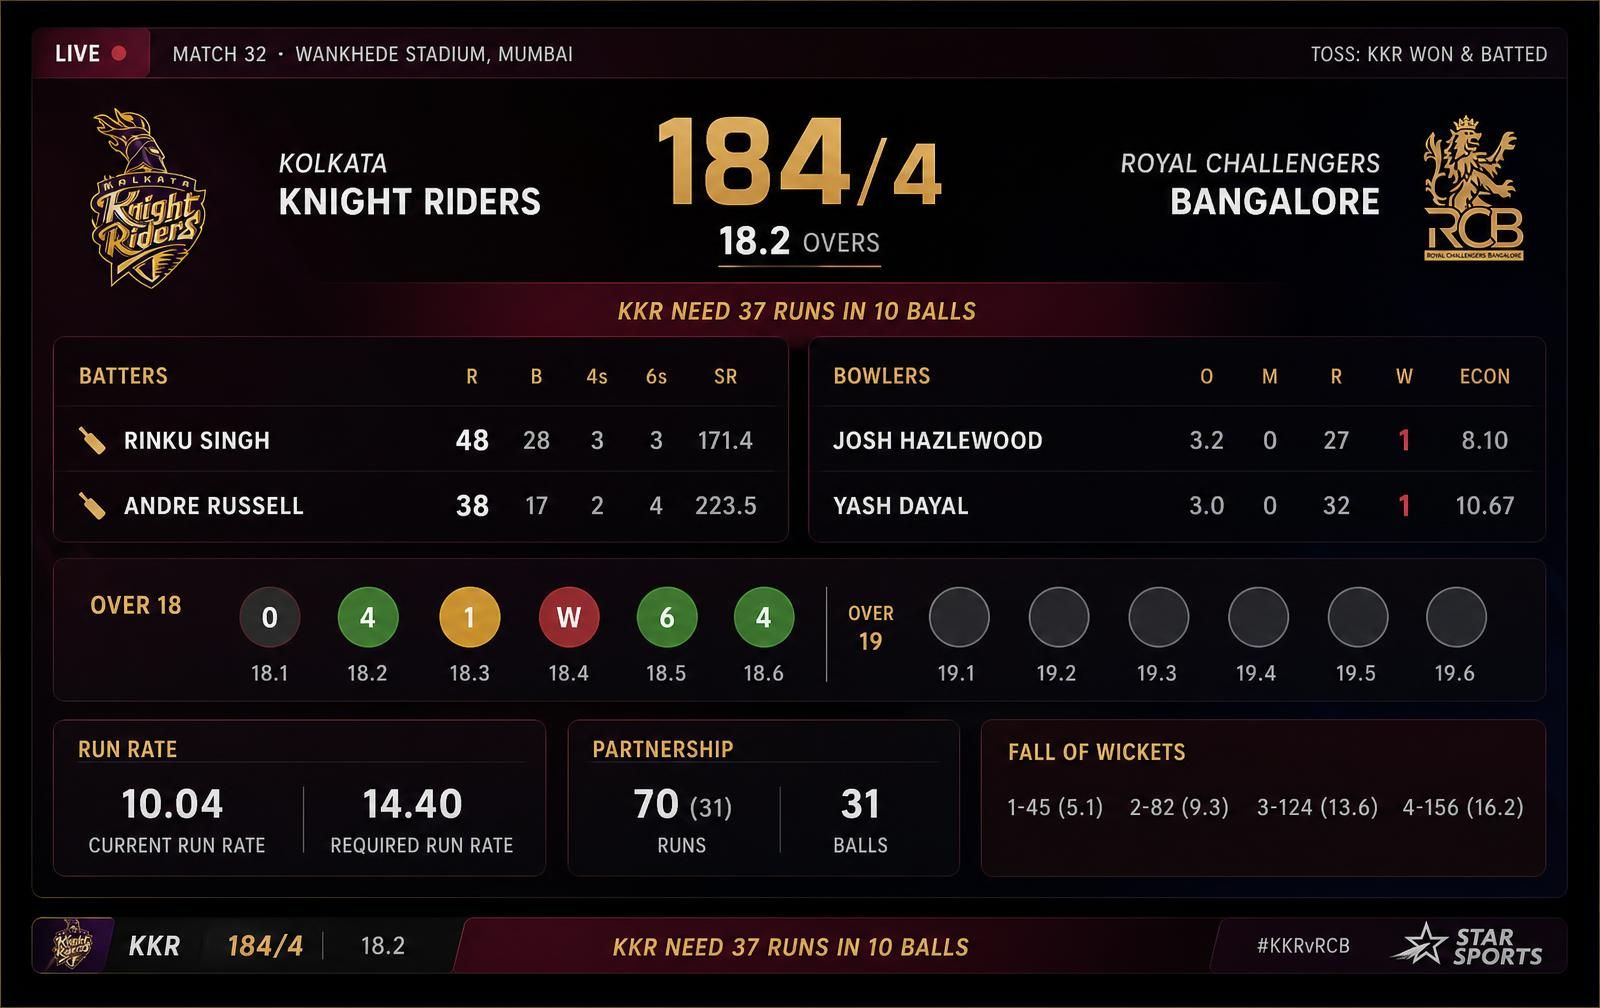 LIVE MATCH 32 • WANKHEDE STADIUM, MUMBAI TOSS: KKR WON & BATTED
MALKATA
Knight
Riders
KOLKATA
KNIGHT RIDERS
184/4
18.2 OVERS
ROYAL CHALLENGERS
BANGALORE
RCB
ROYAL CHALLENGERS BANGALORE
KKR NEED 37 RUNS IN 10 BALLS
BATTERS R B 4s 6s SR
RINKU SINGH 48 28 3 3 171.4
ANDRE RUSSELL 38 17 2 4 223.5
BOWLERS O M R W ECON
JOSH HAZLEWOOD 3.2 0 27 1 8.10
YASH DAYAL 3.0 0 32 1 10.67
OVER 18 0 4 1 W 6 4
18.1 18.2 18.3 18.4 18.5 18.6
OVER
19
19.1 19.2 19.3 19.4 19.5 19.6
RUN RATE
10.04 14.40
CURRENT RUN RATE REQUIRED RUN RATE
PARTNERSHIP
70 (31) 31
RUNS BALLS
FALL OF WICKETS
1-45 (5.1) 2-82 (9.3) 3-124 (13.6) 4-156 (16.2)
Knight
Riders
KKR 184/4 18.2 KKR NEED 37 RUNS IN 10 BALLS #KKRvRCB
STAR
SPORTS